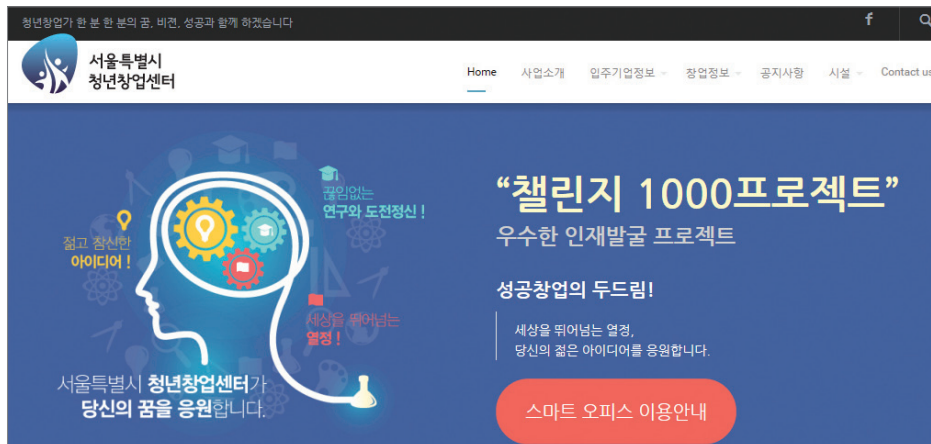 청년창업가 한 분 한 분의 꿈, 비젼, 성공과 함께 하겠습니다
f
서울특별시
청년창업센터
Home 사업소개 입주기업정보 창업정보 공지사항 시설 Contact us
끊임없는
연구와 도전정신 !
젊고 참신한
아이디어 !
세상을 뛰어넘는
열정 !
서울특별시 청년창업센터가
당신의 꿈을 응원합니다.
“챌린지 1000프로젝트”
우수한 인재발굴 프로젝트
성공창업의 두드림!
세상을 뛰어넘는 열정,
당신의 젊은 아이디어를 응원합니다.
스마트 오피스 이용안내